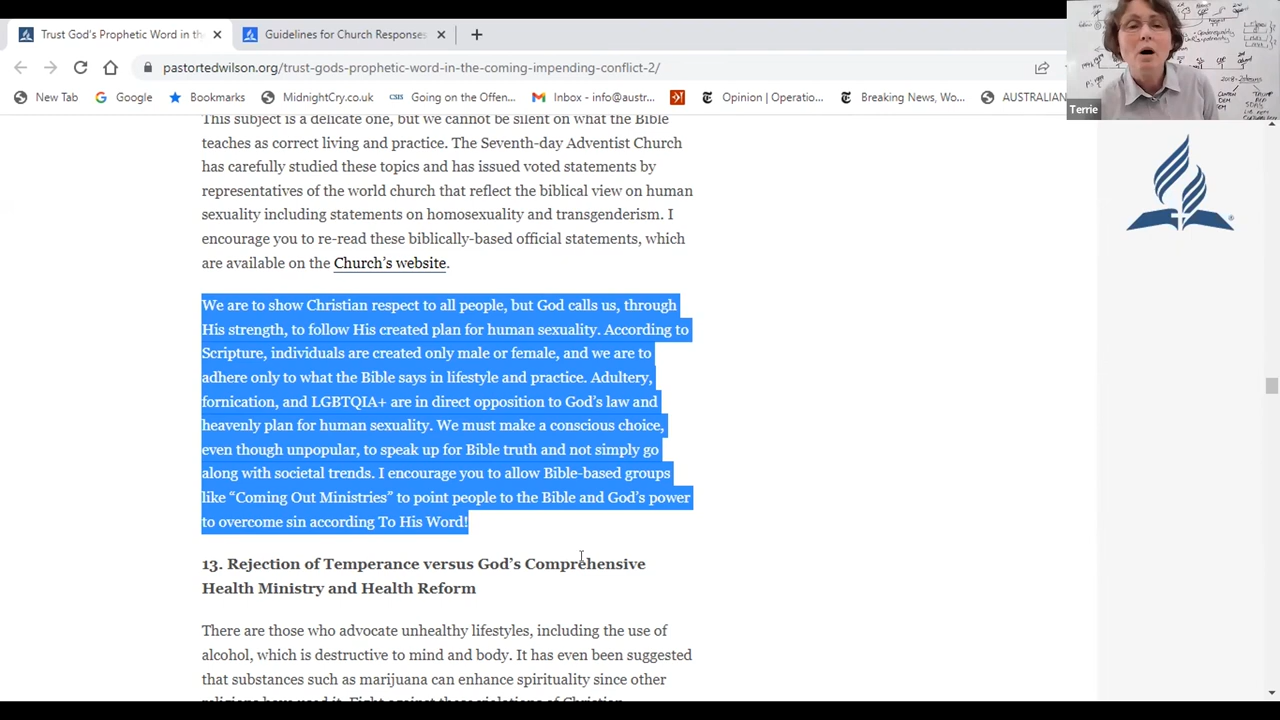 Trust God's Prophetic Word in th
Guidelines for Church Responses
pastortedwilson.org/trust-gods-prophetic-word-in-the-coming-impending-conflict-2/
New Tab
Google
Bookmarks
MidnightCry.co.uk
CSIS
Going on the Offen...
Inbox - info@austr...
Opinion | Operatio...
Breaking News, Wo...
AUSTRALIAN
Terrie
This subject is a delicate one, but we cannot be silent on what the Bible
teaches as correct living and practice. The Seventh-day Adventist Church
has carefully studied these topics and has issued voted statements by
representatives of the world church that reflect the biblical view on human
sexuality including statements on homosexuality and transgenderism. I
encourage you to re-read these biblically-based official statements, which
are available on the Church's website.
We are to show Christian respect to all people, but God calls us, through
His strength, to follow His created plan for human sexuality. According to
Scripture, individuals are created only male or female, and we are to
adhere only to what the Bible says in lifestyle and practice. Adultery,
fornication, and LGBTQIA+ are in direct opposition to God's law and
heavenly plan for human sexuality. We must make a conscious choice,
even though unpopular, to speak up for Bible truth and not simply go
along with societal trends. I encourage you to allow Bible-based groups
like “Coming Out Ministries” to point people to the Bible and God's power
to overcome sin according To His Word!
13. Rejection of Temperance versus God's Comprehensive
Health Ministry and Health Reform
There are those who advocate unhealthy lifestyles, including the use of
alcohol, which is destructive to mind and body. It has even been suggested
that substances such as marijuana can enhance spirituality since other
religions have used it. Fight against these violations of Christian